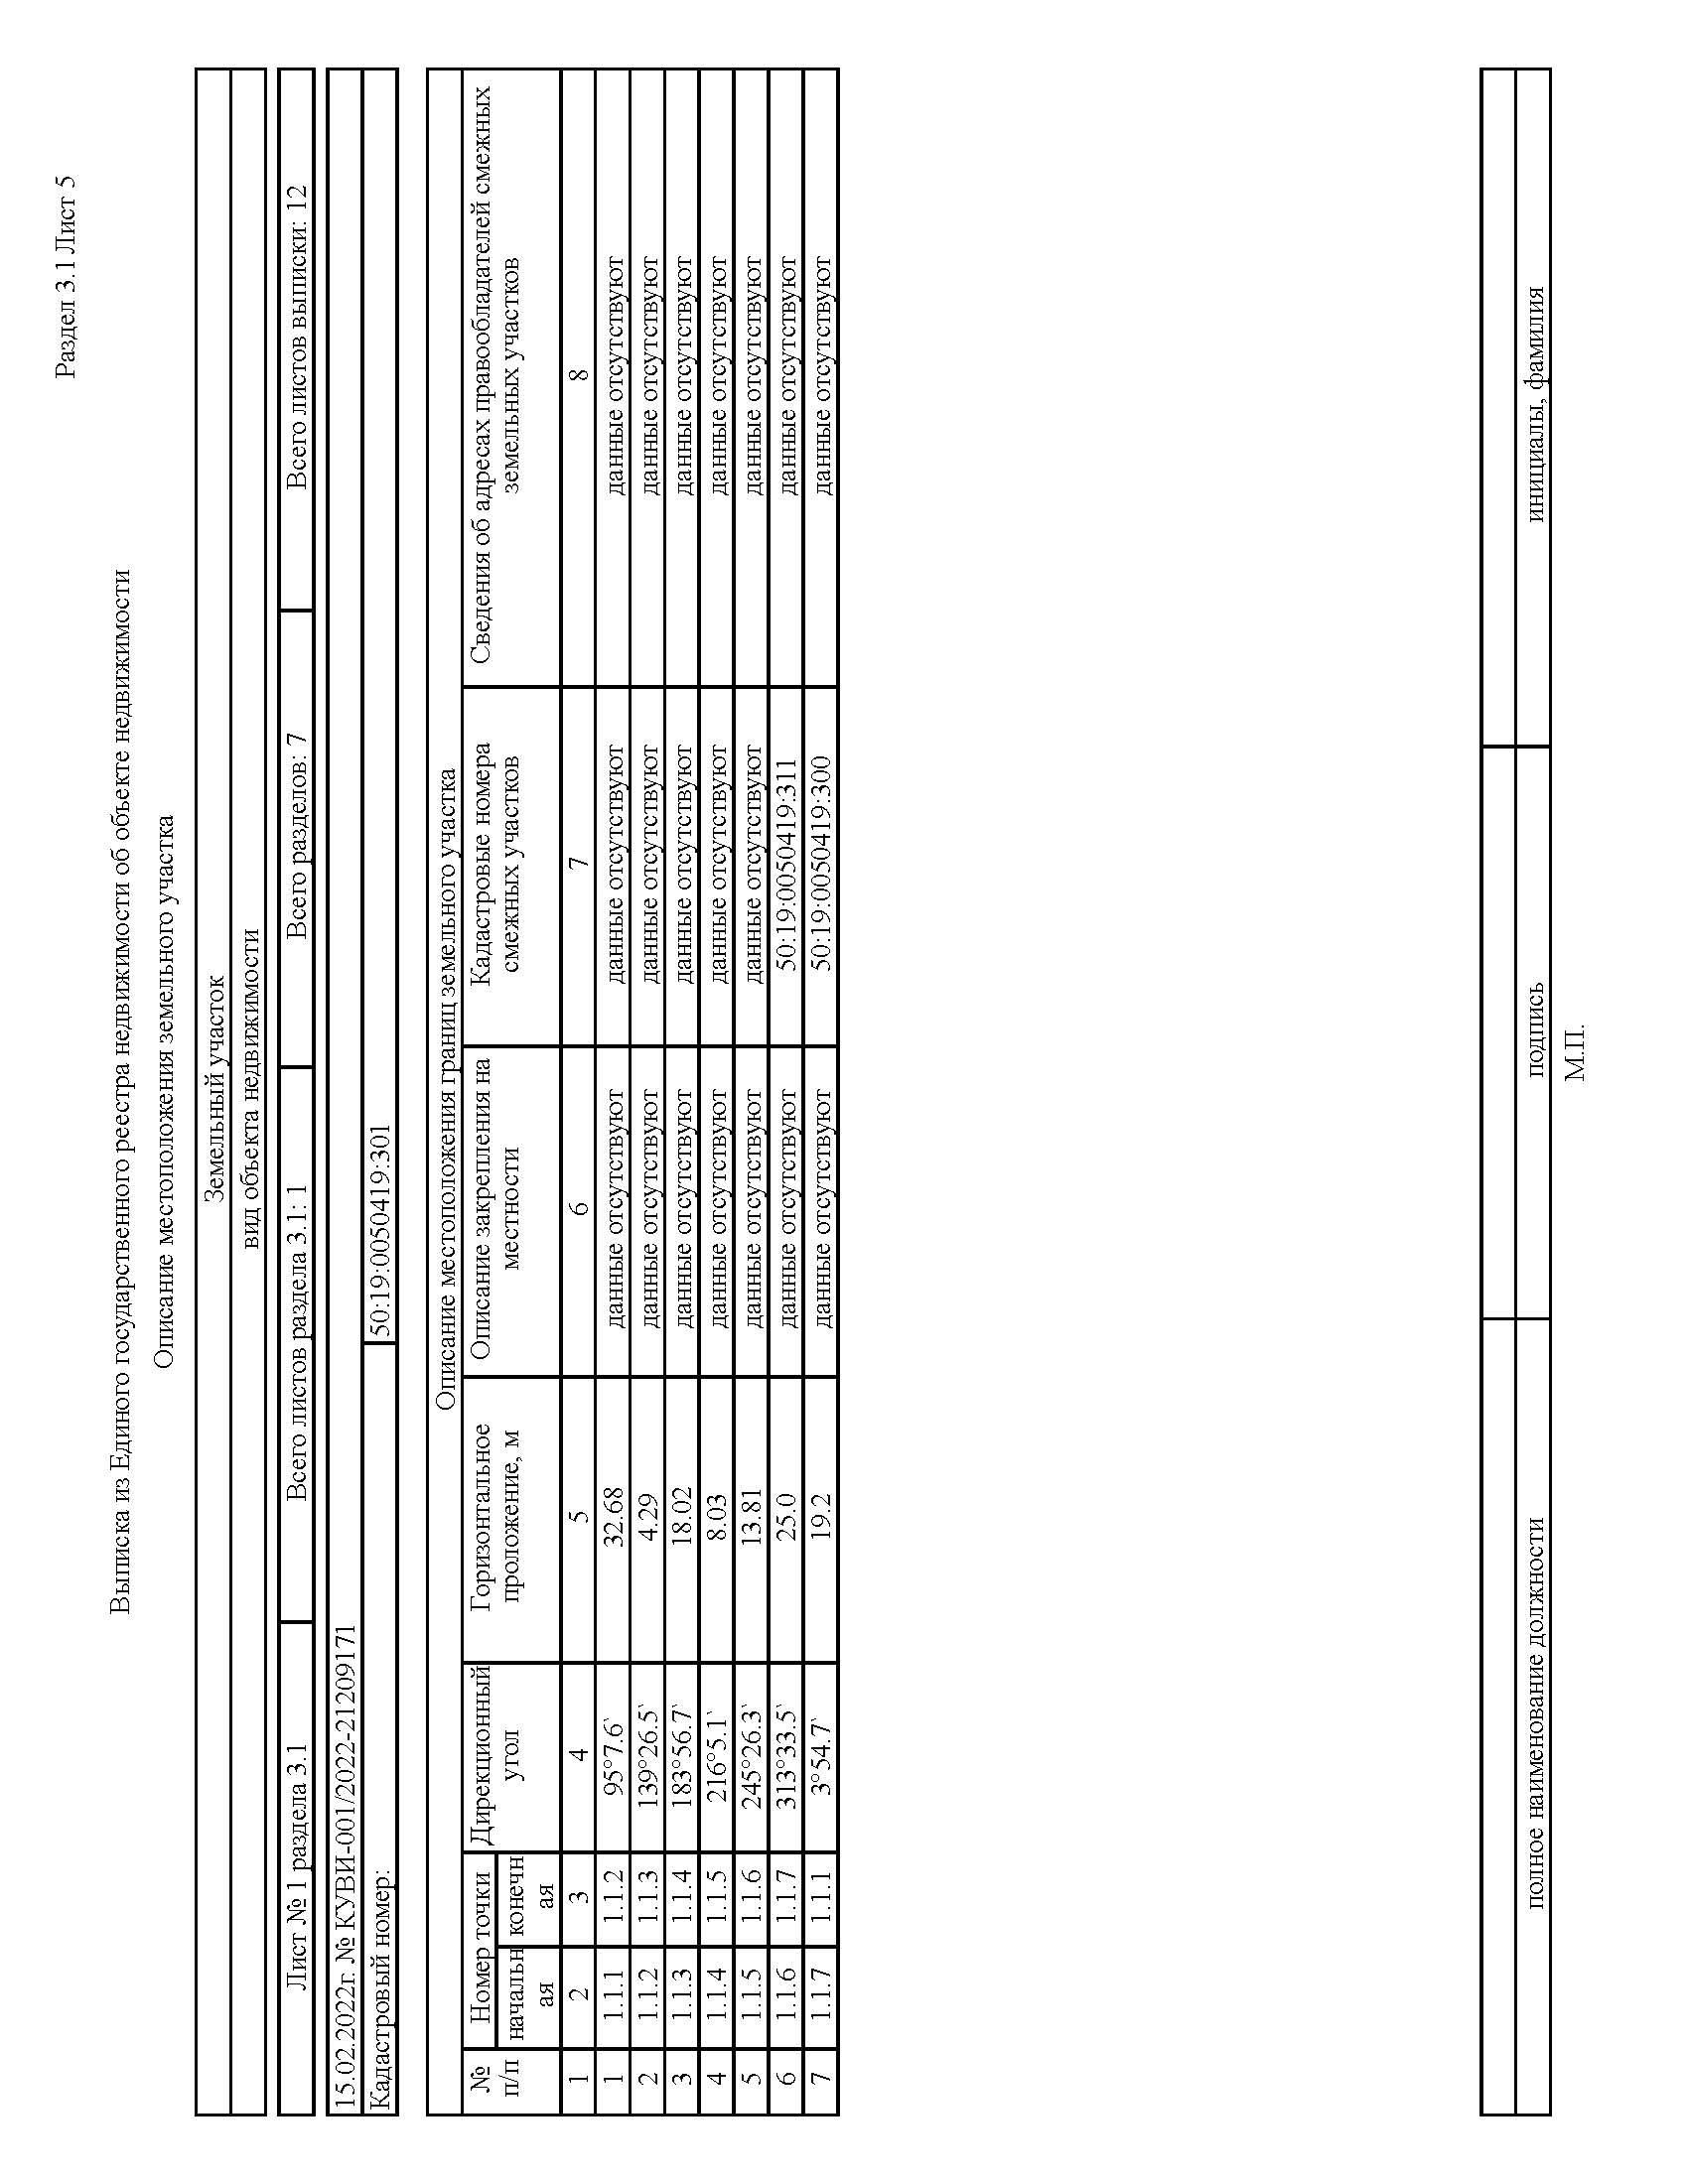 Раздел 3.1 Лист 5
Выписка из Единого государственного реестра недвижимости об объекте недвижимости
Описание местоположения земельного участка
Земельный участок
вид объекта недвижимости
Лист № 1 раздела 3.1 Всего листов раздела 3.1: 1 Всего разделов: 7 Всего листов выписки: 12
15.02.2022г. № КУВИ-001/2022-21209171
Кадастровый номер: 50:19:0050419:301
Описание местоположения границ земельного участка
№ п/п Номер точки Дирекционный угол Горизонтальное проложение, м Описание закрепления на местности Кадастровые номера смежных участков Сведения об адресах правообладателей смежных земельных участков
начальн ая конечн ая
1 2 3 4 5 6 7 8
1 1.1.1 1.1.2 95°7.6` 32.68 данные отсутствуют данные отсутствуют данные отсутствуют
2 1.1.2 1.1.3 139°26.5` 4.29 данные отсутствуют данные отсутствуют данные отсутствуют
3 1.1.3 1.1.4 183°56.7` 18.02 данные отсутствуют данные отсутствуют данные отсутствуют
4 1.1.4 1.1.5 216°5.1` 8.03 данные отсутствуют данные отсутствуют данные отсутствуют
5 1.1.5 1.1.6 245°26.3` 13.81 данные отсутствуют данные отсутствуют данные отсутствуют
6 1.1.6 1.1.7 313°33.5` 25.0 данные отсутствуют 50:19:0050419:311 данные отсутствуют
7 1.1.7 1.1.1 3°54.7` 19.2 данные отсутствуют 50:19:0050419:300 данные отсутствуют
полное наименование должности подпись инициалы, фамилия
М.П.